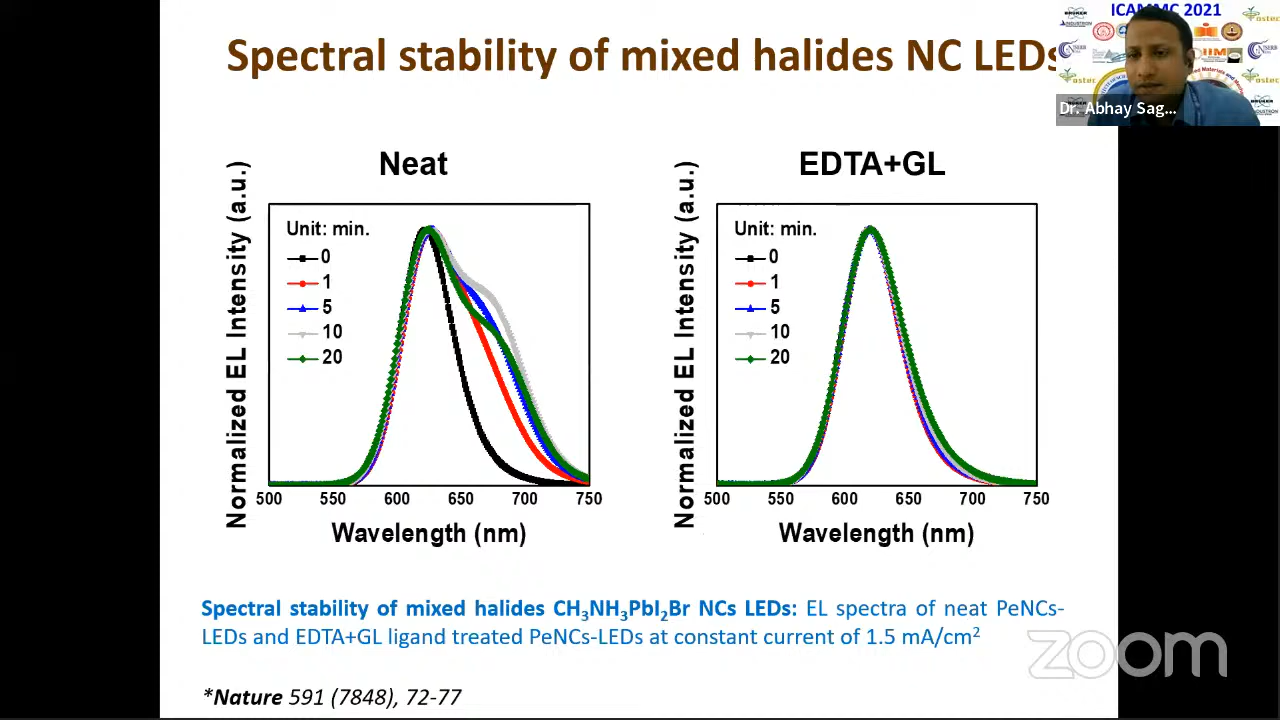 ICAMMC 2021
Spectral stability of mixed halides NC LEDs
Dr. Abhay Sag...
Neat
Normalized EL Intensity (a.u.)
Unit: min.
0
1
5
10
20
500 550 600 650 700 750
Wavelength (nm)
EDTA+GL
Normalized EL Intensity (a.u.)
Unit: min.
0
1
5
10
20
500 550 600 650 700 750
Wavelength (nm)
Spectral stability of mixed halides CH₃NH₃PbI₂Br NCs LEDs: EL spectra of neat PeNCs-
LEDs and EDTA+GL ligand treated PeNCs-LEDs at constant current of 1.5 mA/cm²
zoom
*Nature 591 (7848), 72-77